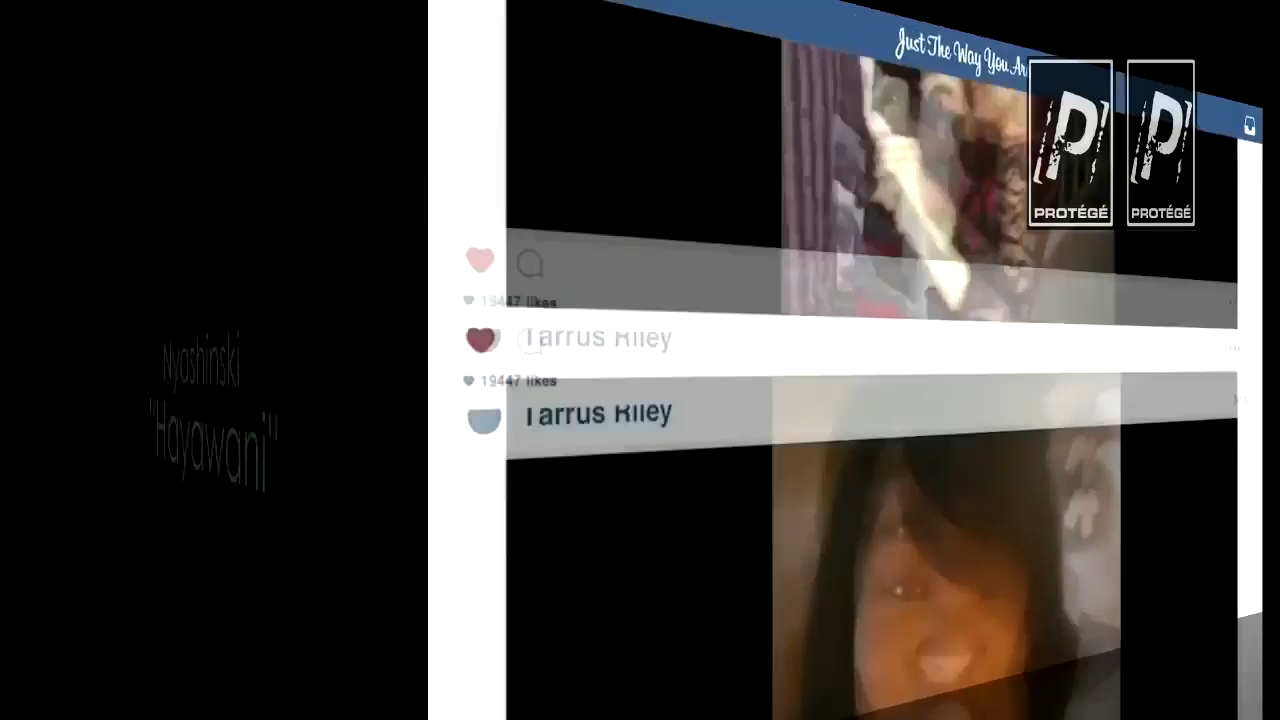 Just The Way You Ar
PROTÉGÉ PROTÉGÉ
19447 likes
Tarrus Riley
19447 likes
Tarrus Riley
Nyashinski
"Hayawani"